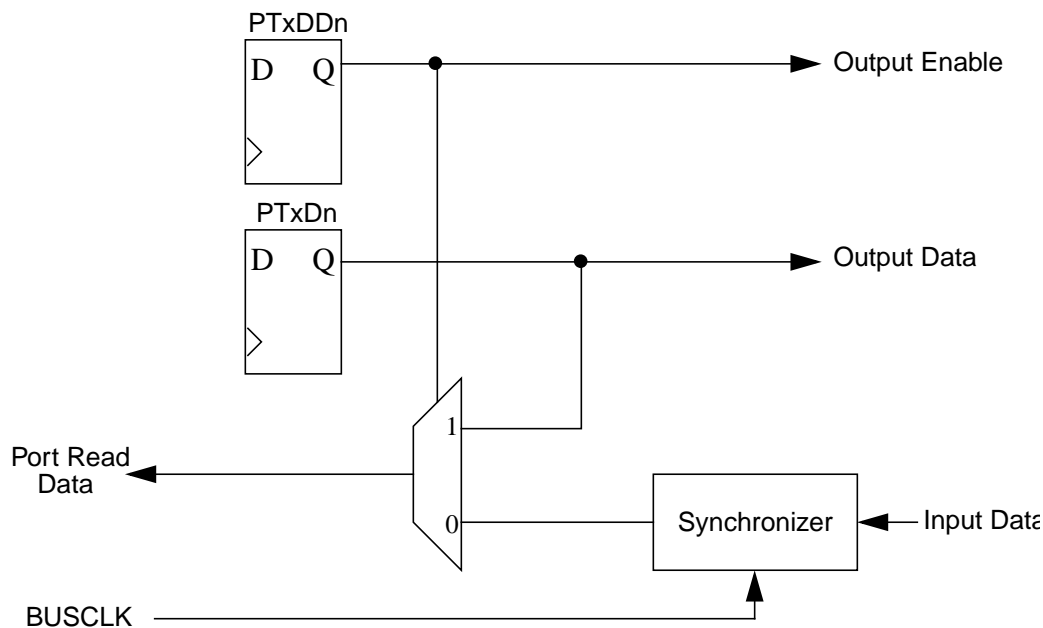 PTxDDn
D Q
Output Enable
PTxDn
D Q
Output Data
1
Port Read
Data
0
Synchronizer
Input Data
BUSCLK